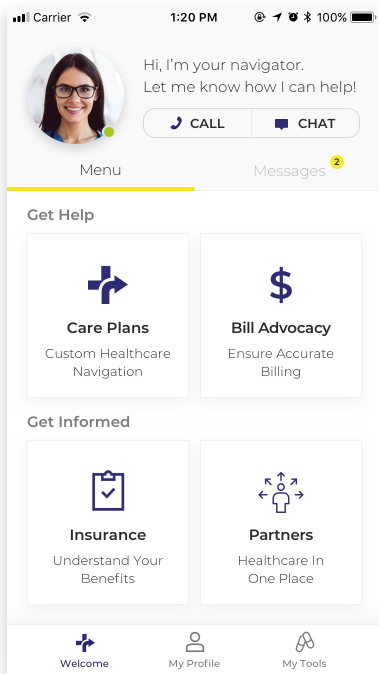 Carrier 1:20 PM 100%
Hi, I'm your navigator.
Let me know how I can help!
CALL CHAT
Menu Messages 2
Get Help
Care Plans
Custom Healthcare
Navigation
Bill Advocacy
Ensure Accurate
Billing
Get Informed
Insurance
Understand Your
Benefits
Partners
Healthcare In
One Place
Welcome My Profile My Tools